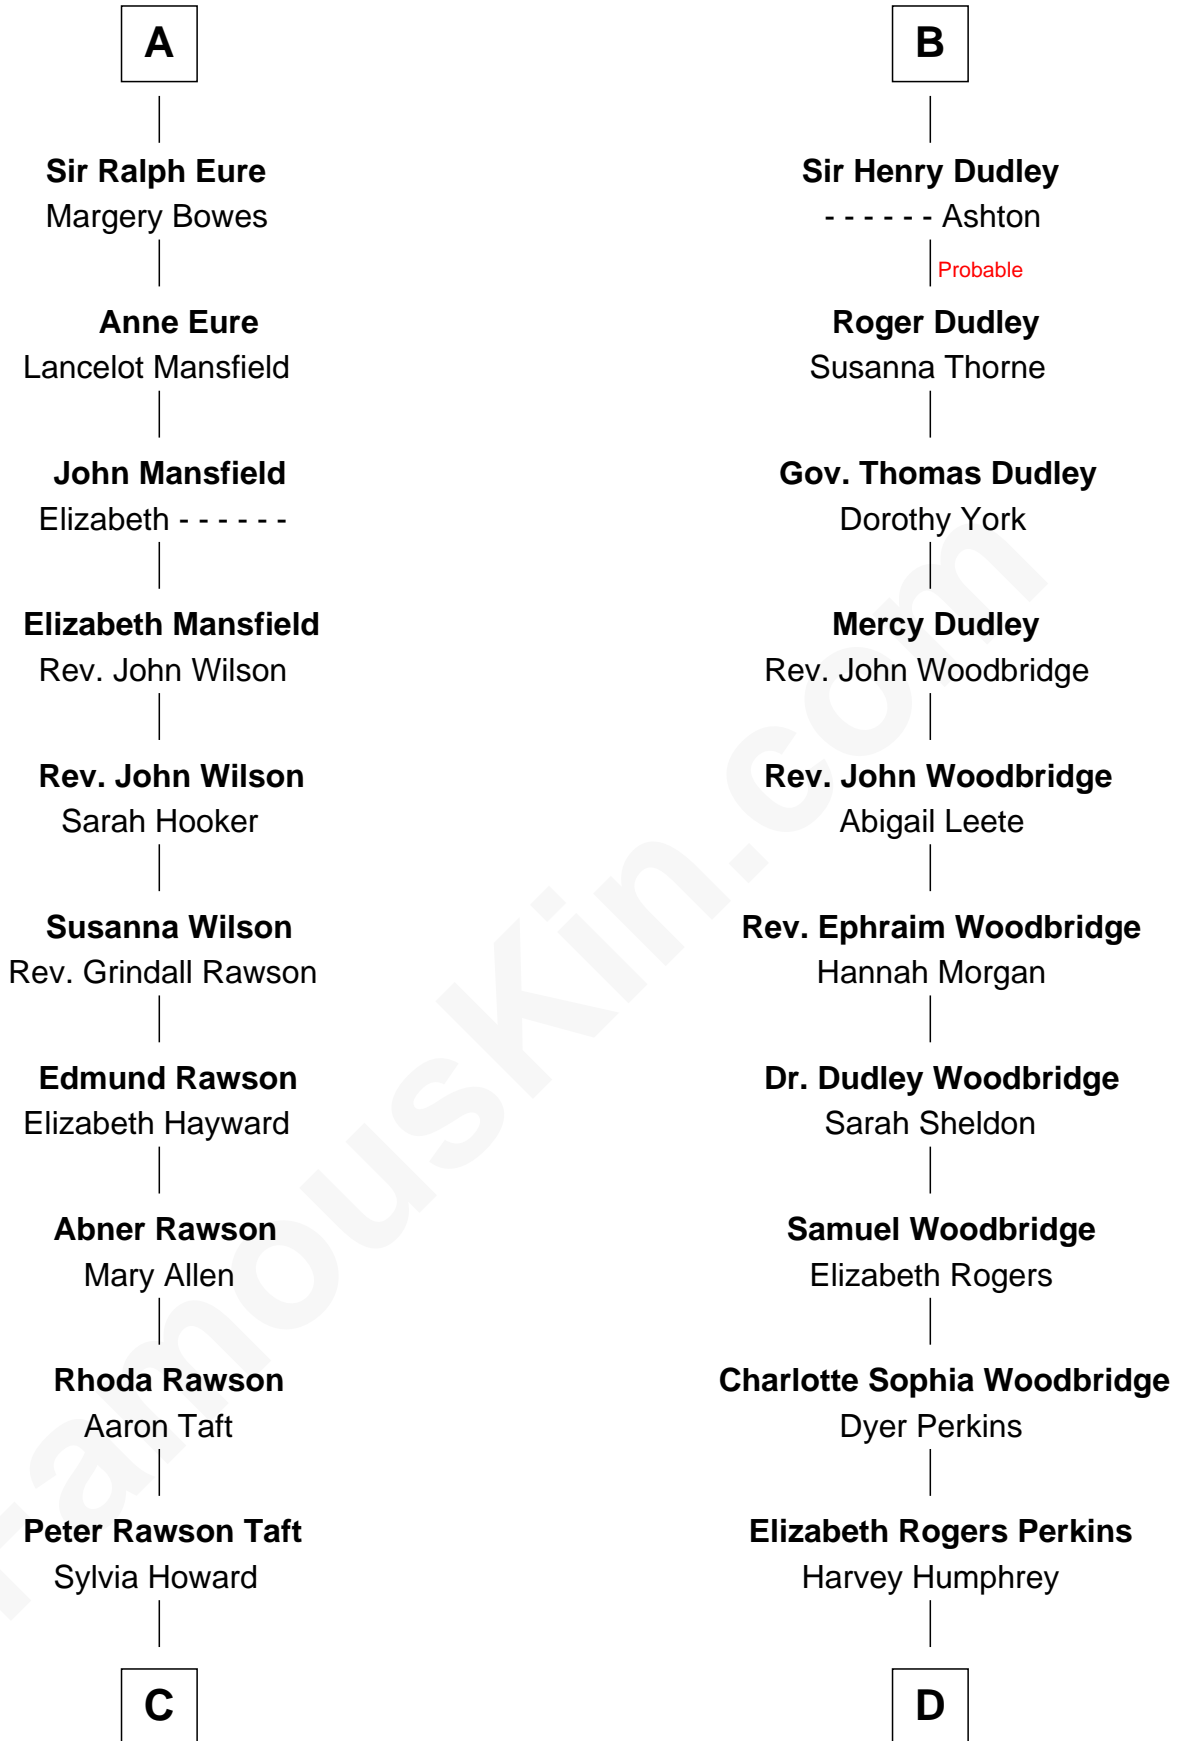 A
Sir Ralph Eure
Margery Bowes
Anne Eure
Lancelot Mansfield
John Mansfield
Elizabeth - - - - - -
Elizabeth Mansfield
Rev. John Wilson
Rev. John Wilson
Sarah Hooker
Susanna Wilson
Rev. Grindall Rawson
Edmund Rawson
Elizabeth Hayward
Abner Rawson
Mary Allen
Rhoda Rawson
Aaron Taft
Peter Rawson Taft
Sylvia Howard
C
B
Sir Henry Dudley
- - - - - - Ashton
Probable
Roger Dudley
Susanna Thorne
Gov. Thomas Dudley
Dorothy York
Mercy Dudley
Rev. John Woodbridge
Rev. John Woodbridge
Abigail Leete
Rev. Ephraim Woodbridge
Hannah Morgan
Dr. Dudley Woodbridge
Sarah Sheldon
Samuel Woodbridge
Elizabeth Rogers
Charlotte Sophia Woodbridge
Dyer Perkins
Elizabeth Rogers Perkins
Harvey Humphrey
D
FamousKin.com